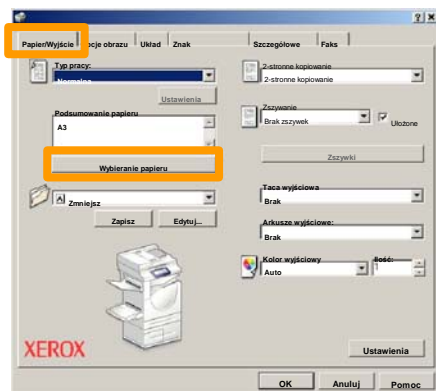 Papier/Wyjście
cje obrazu
Układ
Znak
Szczegółowe
Faks
Typ pracy:
Normalna
Ustawienia
Podsumowanie papieru
A3
Wybieranie papieru
A Zmniejsz
Zapisz
Edytuj...
XEROX
2-stronne kopiowanie
2-stronne kopiowanie
Zszywanie
Brak zszywek
Ułożone
Zszywki
Taca wyjściowa
Brak
Arkusze wyjściowe:
Brak
Kolor wyjściowy
Ilość:
Auto
1
Ustawienia
OK
Anuluj
Pomoc